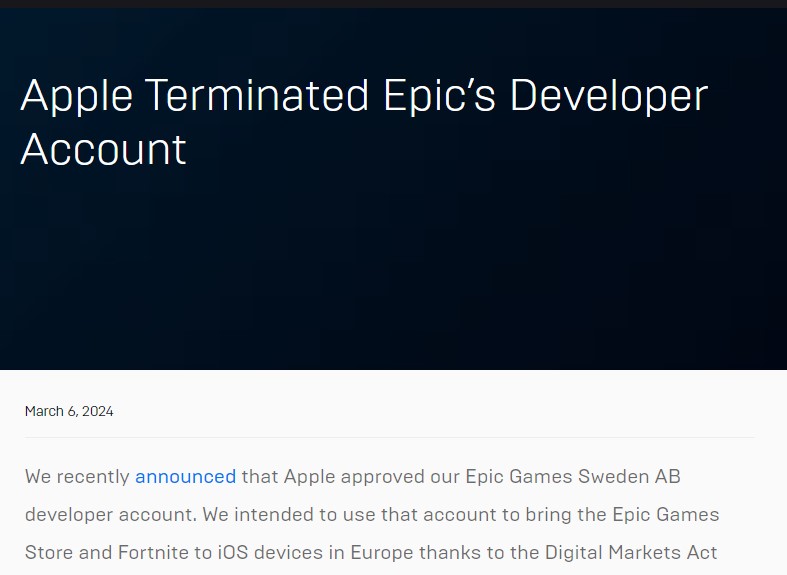 Apple Terminated Epic’s Developer
Account
March 6, 2024
We recently announced that Apple approved our Epic Games Sweden AB
developer account. We intended to use that account to bring the Epic Games
Store and Fortnite to iOS devices in Europe thanks to the Digital Markets Act